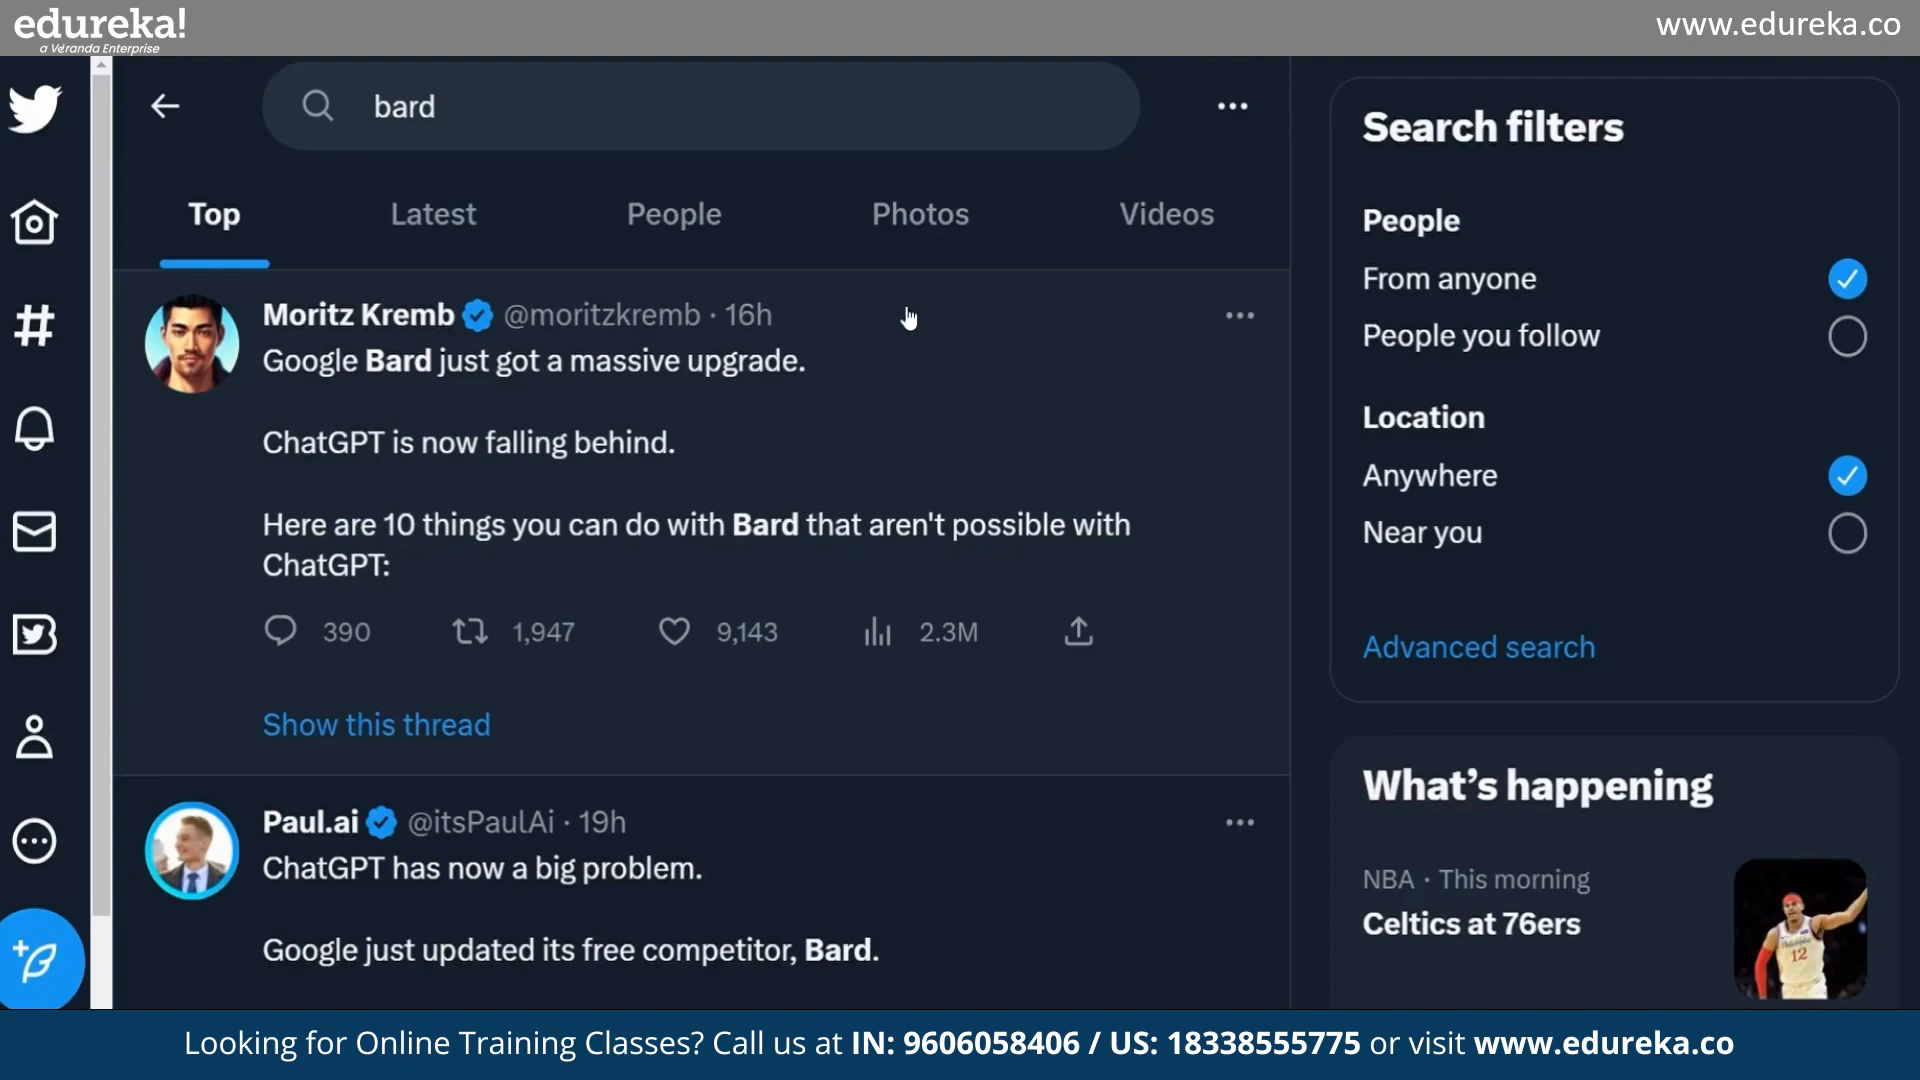 edureka!
a Veranda Enterprise
www.edureka.co
bard
Top
Latest
People
Photos
Videos
Moritz Kremb @moritzkremb · 16h
Google Bard just got a massive upgrade.
ChatGPT is now falling behind.
Here are 10 things you can do with Bard that aren't possible with
ChatGPT:
390
1,947
9,143
2.3M
Show this thread
Paul.ai @itsPaulAi · 19h
ChatGPT has now a big problem.
Google just updated its free competitor, Bard.
Search filters
People
From anyone
People you follow
Location
Anywhere
Near you
Advanced search
What's happening
NBA · This morning
Celtics at 76ers
12
Looking for Online Training Classes? Call us at IN: 9606058406 / US: 18338555775 or visit www.edureka.co